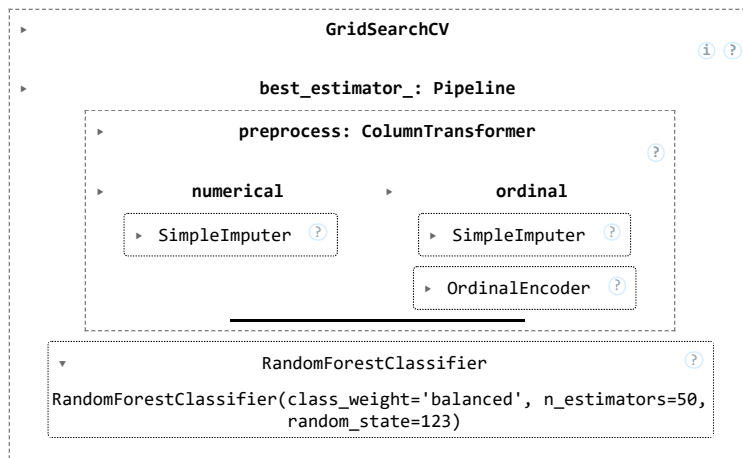 GridSearchCV
i ?
best_estimator_: Pipeline
preprocess: ColumnTransformer
?
numerical ordinal
SimpleImputer ? SimpleImputer ?
OrdinalEncoder ?
RandomForestClassifier ?
RandomForestClassifier(class_weight='balanced', n_estimators=50,
random_state=123)